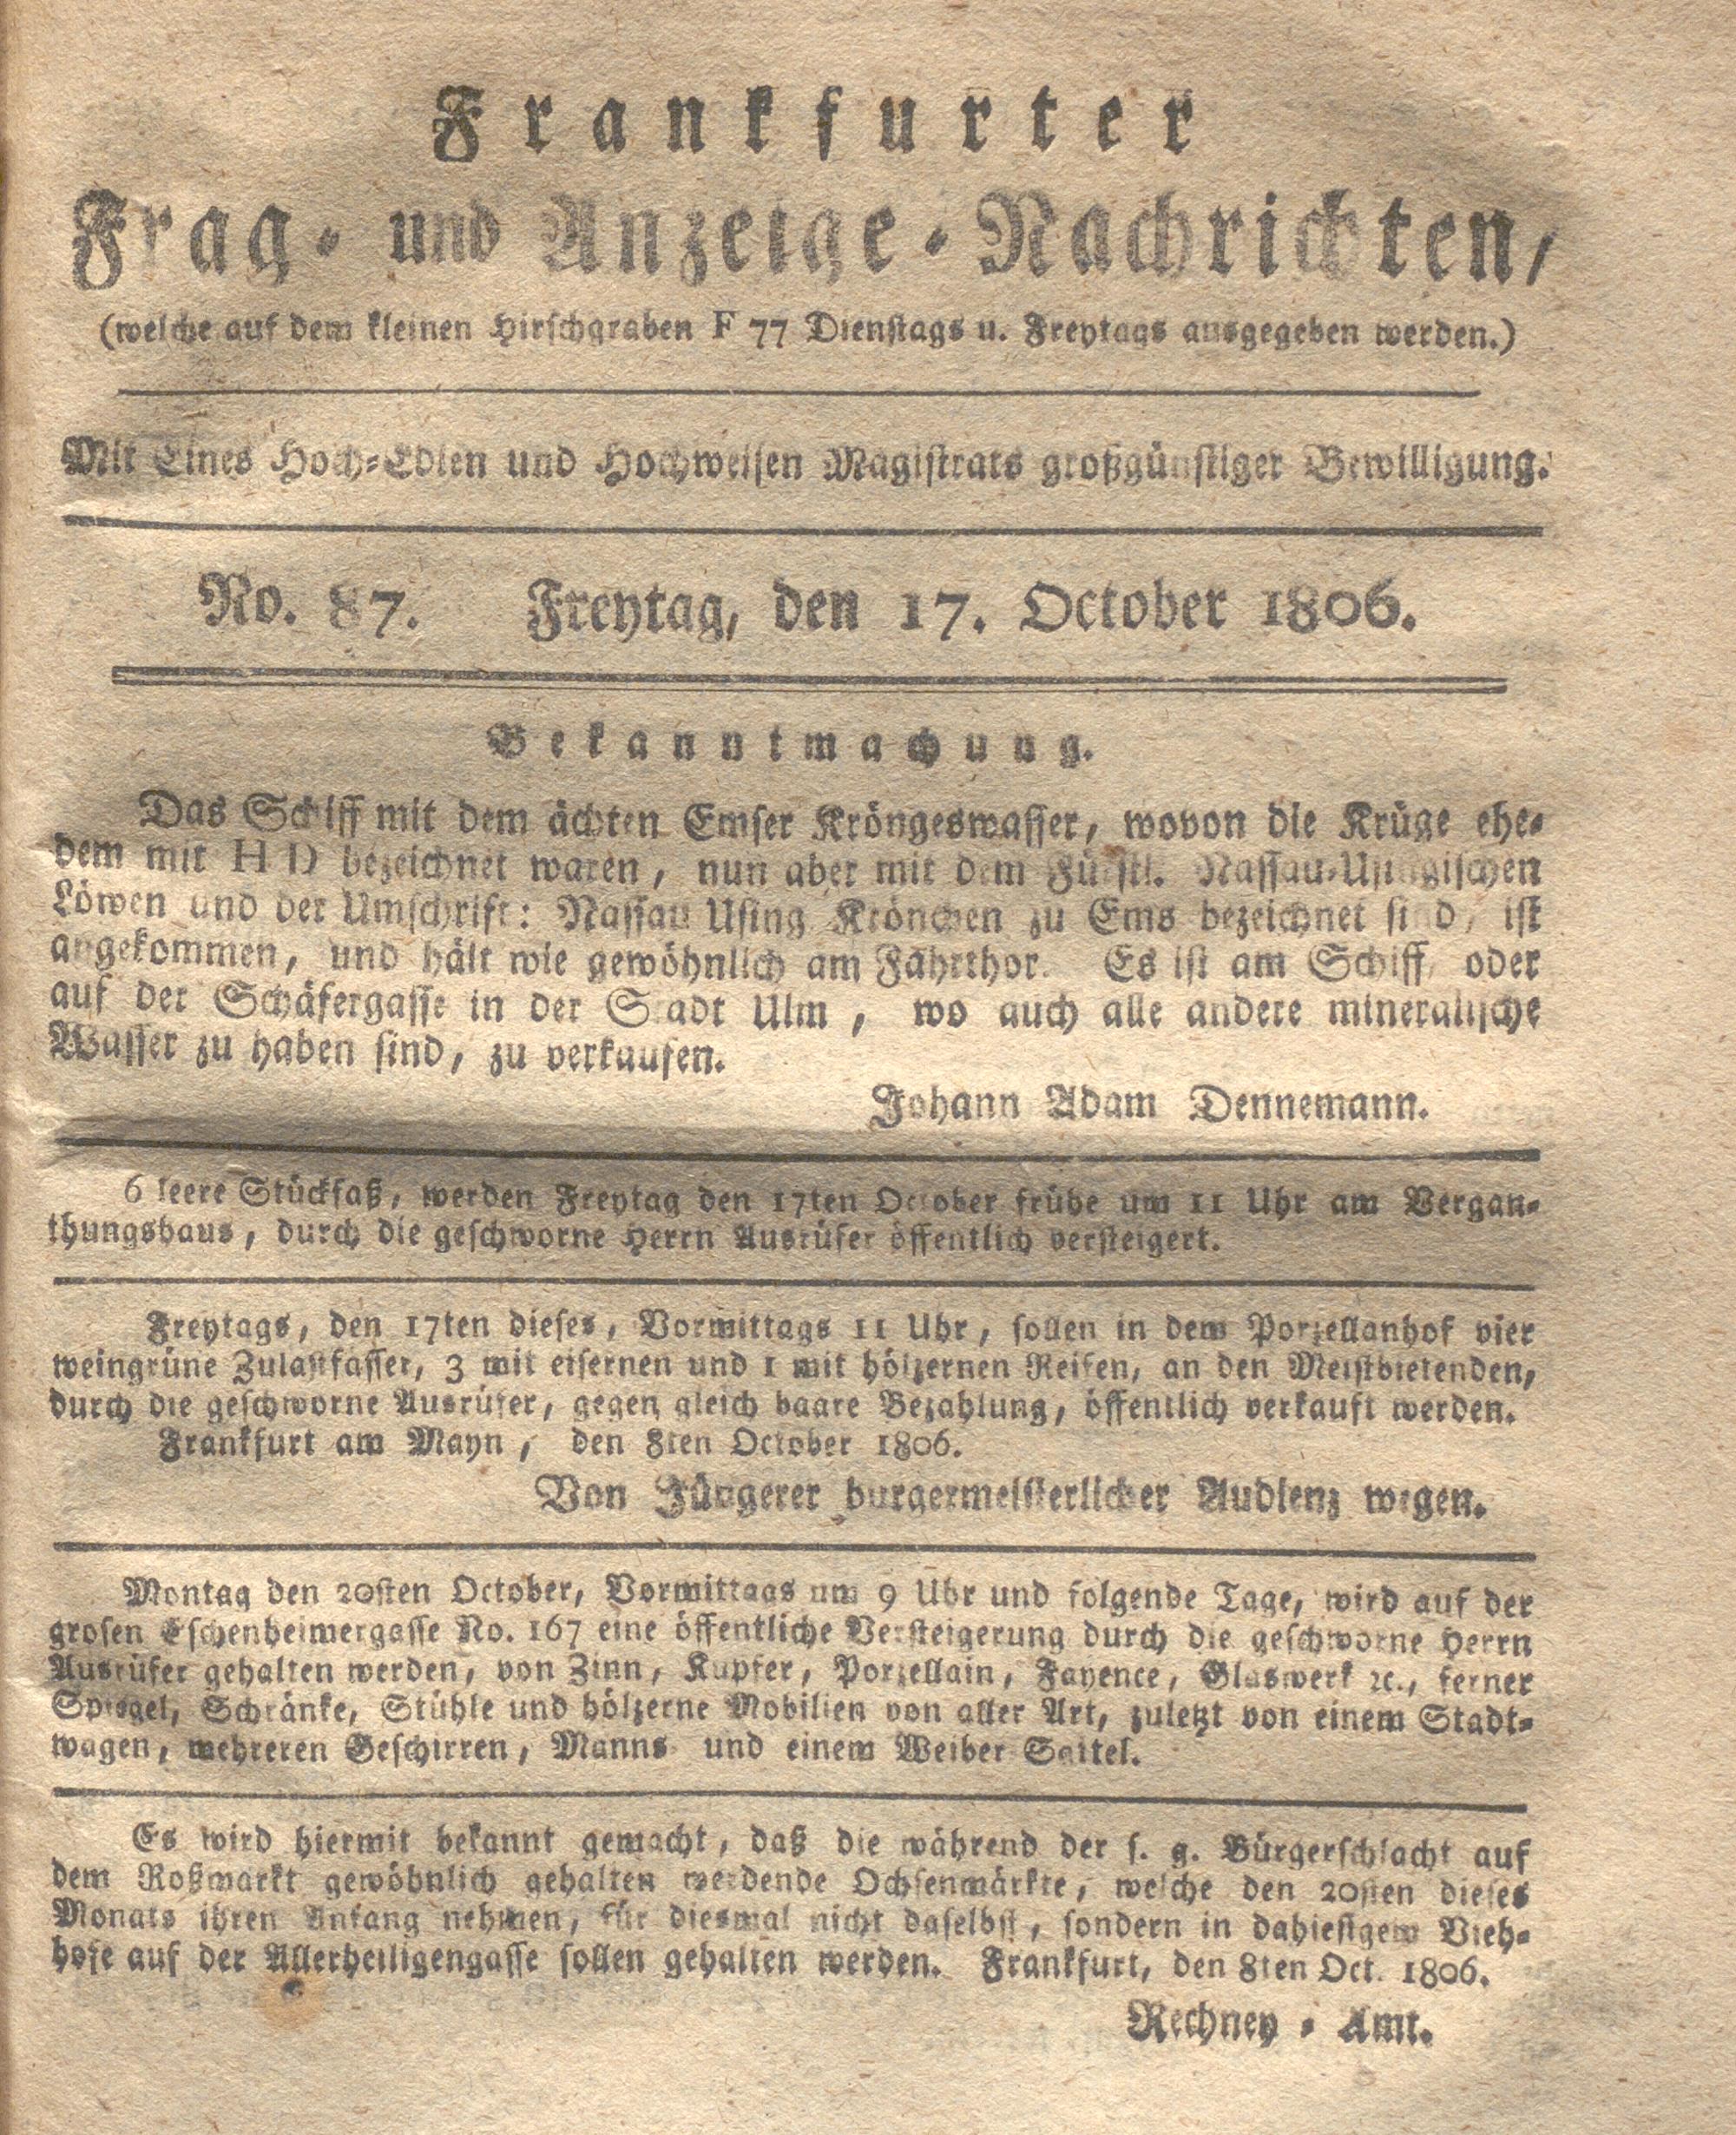 Frankfurter
Frag- und Anzeige-Nachrichten,
(welche auf dem kleinen Hirschgraben F 77 Dienstags u. Freytags ausgegeben werden.)
Mit Eines Hoch-Edlen und Hochweisen Magistrats großgünstiger Bewilligung.
No. 87. Freytag, den 17. October 1806.
Bekanntmachung.
Das Schiff mit dem ächten Emser Kröngeswasser, wovon die Krüge ehe-
dem mit H D bezeichnet waren, nun aber mit dem Fürstl. Nassau-Usingischen
Löwen und der Umschrift: Nassau Using Krönchen zu Ems bezeichnet sind, ist
angekommen, und hält wie gewöhnlich am Fahrthor. Es ist am Schiff, oder
auf der Schäfergasse in der Stadt Ulm, wo auch alle andere mineralische
Wasser zu haben sind, zu verkaufen.
Johann Adam Dennemann.
6 leere Stückfaß, werden Freytag den 17ten October frühe um 11 Uhr am Vergan-
thungshaus, durch die geschworne Herrn Ausrüfer öffentlich versteigert.
Freytags, den 17ten dieses, Vormittags 11 Uhr, sollen in dem Porzellanhof vier
weingrüne Zulastfässer, 3 mit eisernen und 1 mit hölzernen Reifen, an den Meistbietenden,
durch die geschworne Ausrüfer, gegen gleich baare Bezahlung, öffentlich verkauft werden.
Frankfurt am Mayn, den 8ten October 1806.
Von Jüngerer burgermeisterlicher Audienz wegen.
Montag den 20sten October, Vormittags um 9 Uhr und folgende Tage, wird auf der
grosen Eschenheimergasse No. 167 eine öffentliche Versteigerung durch die geschworne Herrn
Ausrüfer gehalten werden, von Zinn, Kupfer, Porzellain, Fayence, Glaswerk ꝛc., ferner
Spiegel, Schränke, Stühle und hölzerne Mobilien von aller Art, zuletzt von einem Stadt-
wagen, mehreren Geschirren, Manns- und einem Weiber Sattel.
Es wird hiermit bekannt gemacht, daß die während der s. g. Bürgerschlacht auf
dem Roßmarkt gewöhnlich gehalten werdende Ochsenmärkte, welche den 20sten dieses
Monats ihren Anfang nehmen, für diesmal nicht daselbst, sondern in dahiesigem Vieh-
hofe auf der Allerheiligengasse sollen gehalten werden. Frankfurt, den 8ten Oct. 1806.
Rechney-Amt.